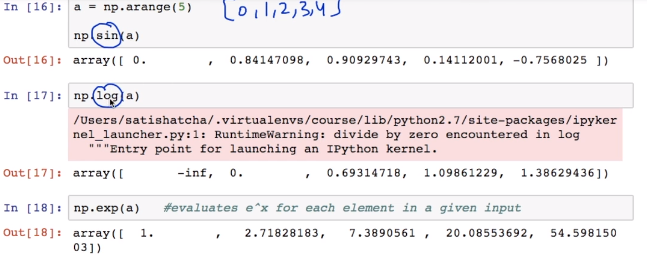 In [16]: a = np.arange(5) [0,1,2,3,4]
np.sin(a)
Out[16]: array([ 0.        ,  0.84147098,  0.90929743,  0.14112001, -0.7568025 ])
In [17]: np.log(a)
/Users/satishatcha/.virtualenvs/course/lib/python2.7/site-packages/ipyker
nel_launcher.py:1: RuntimeWarning: divide by zero encountered in log
"""Entry point for launching an IPython kernel.
Out[17]: array([       -inf,  0.        ,  0.69314718,  1.09861229,  1.38629436])
In [18]: np.exp(a)   #evaluates e^x for each element in a given input
Out[18]: array([  1.        ,   2.71828183,   7.3890561 ,  20.08553692,  54.598150
03])